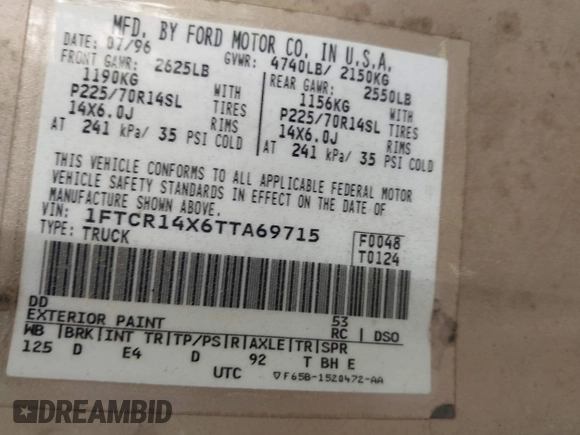 MFD. BY FORD MOTOR CO. IN U.S.A.
DATE: 07/96 GVWR: 4740LB/ 2150KG
FRONT GAWR: 2625LB REAR GAWR: 2550LB
1190KG WITH 1156KG WITH
P225/70R14SL TIRES P225/70R14SL TIRES
14X6.0J RIMS 14X6.0J RIMS
AT 241 kPa/ 35 PSI COLD AT 241 kPa/ 35 PSI COLD
THIS VEHICLE CONFORMS TO ALL APPLICABLE FEDERAL MOTOR
VEHICLE SAFETY STANDARDS IN EFFECT ON THE DATE OF
MANUFACTURE SHOWN ABOVE.
VIN: 1FTCR14X6TTA69715
TYPE: TRUCK F0048
T0124
DD
EXTERIOR PAINT 53 RC DSO
WB BRK INT TR TP/PS R AXLE TR SPR
125 D E4 D 92 T BH E
UTC ▽F65B-1520472-AA
DREAMBID